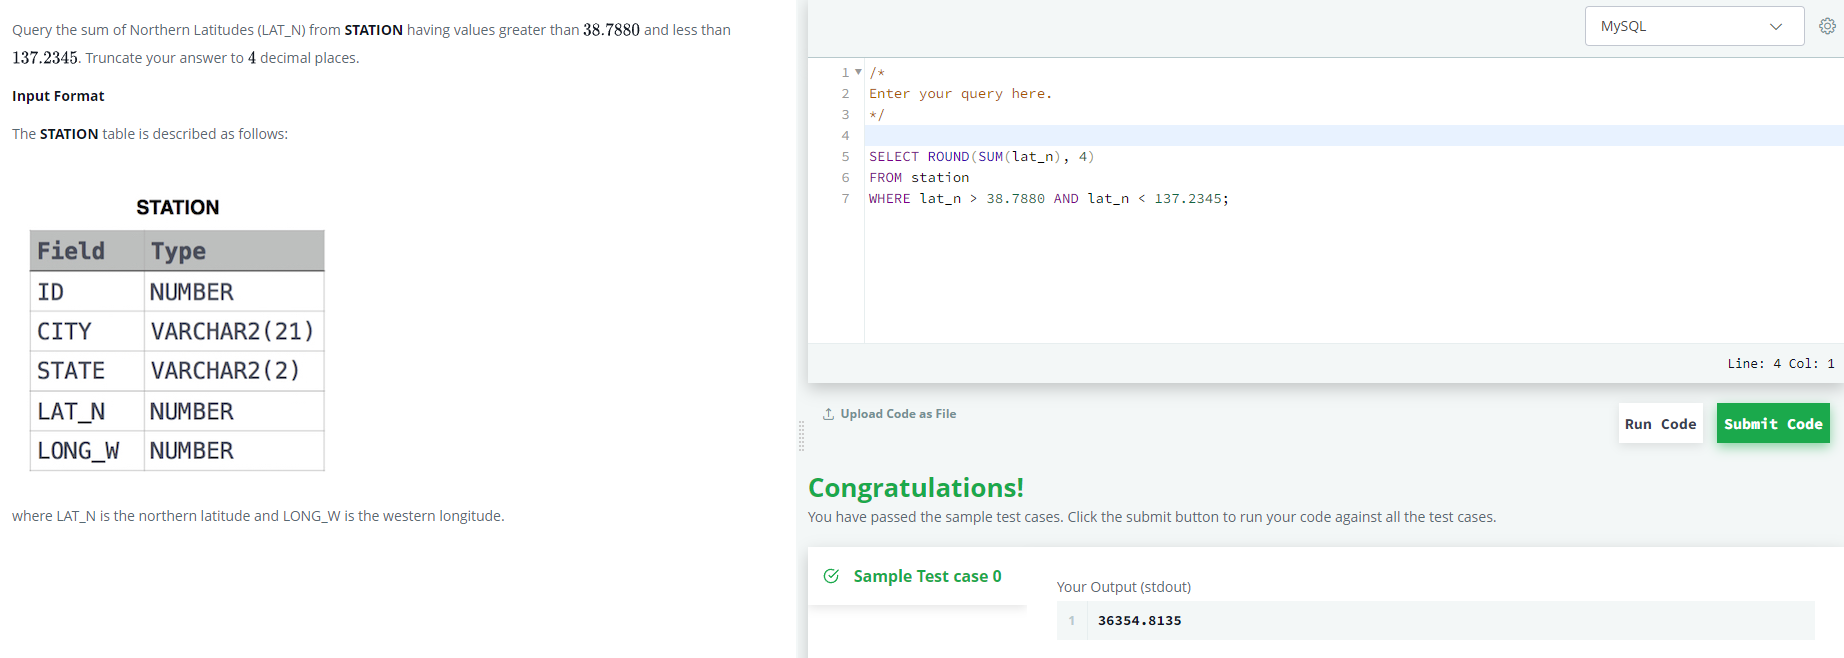 Query the sum of Northern Latitudes (LAT_N) from STATION having values greater than 38.7880 and less than
137.2345. Truncate your answer to 4 decimal places.
Input Format
The STATION table is described as follows:
STATION
Field Type
ID NUMBER
CITY VARCHAR2(21)
STATE VARCHAR2(2)
LAT_N NUMBER
LONG_W NUMBER
where LAT_N is the northern latitude and LONG_W is the western longitude.
MySQL
1 /*
2 Enter your query here.
3 */
4
5 SELECT ROUND(SUM(lat_n), 4)
6 FROM station
7 WHERE lat_n > 38.7880 AND lat_n < 137.2345;
Line: 4 Col: 1
Upload Code as File
Run Code
Submit Code
Congratulations!
You have passed the sample test cases. Click the submit button to run your code against all the test cases.
Sample Test case 0
Your Output (stdout)
1 36354.8135